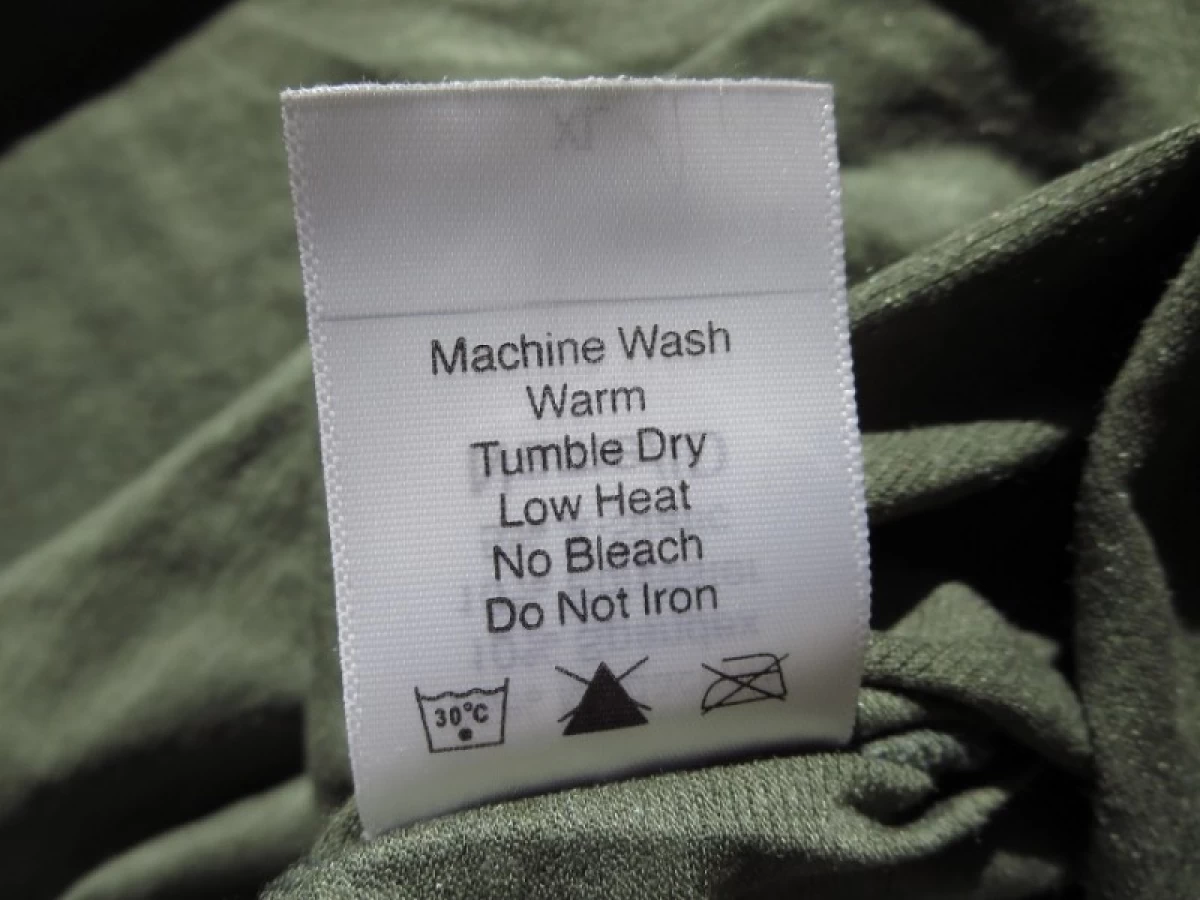 Machine Wash
Warm
Tumble Dry
Low Heat
No Bleach
Do Not Iron
30°C